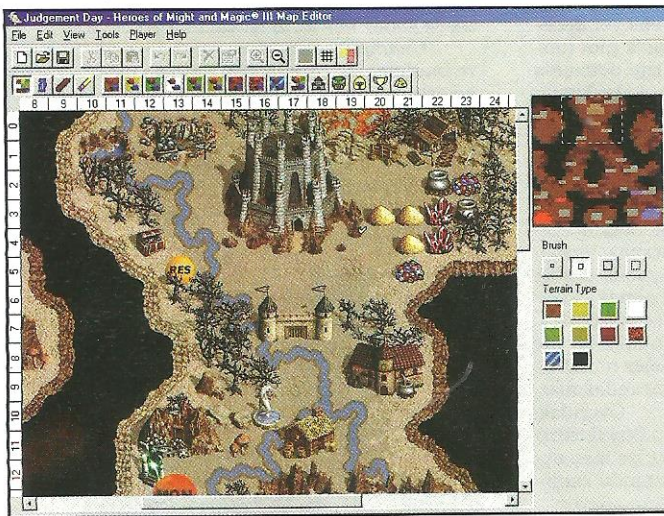 Judgement Day - Heroes of Might and Magic® III Map Editor
File Edit View Tools Player Help
8 9 10 11 12 13 14 15 16 17 18 19 20 21 22 23 24
0
1
2
3
4
5
6
7
8
9
10
11
12
RES
MON
Brush
Terrain Type